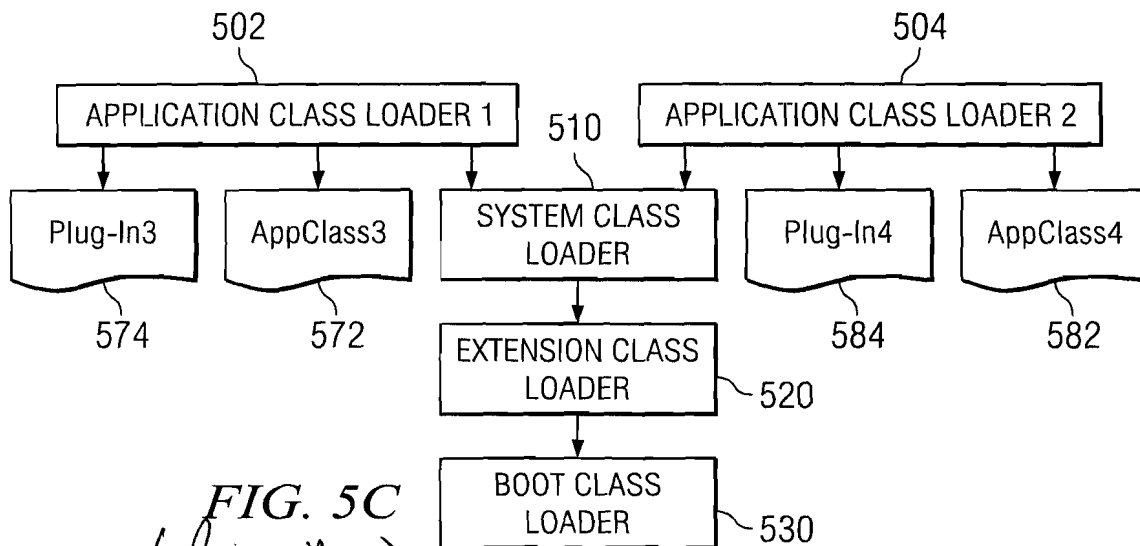 502
504
APPLICATION CLASS LOADER 1
510
APPLICATION CLASS LOADER 2
Plug-In3
AppClass3
SYSTEM CLASS
LOADER
Plug-In4
AppClass4
574
572
584
582
EXTENSION CLASS
LOADER
520
FIG. 5C
BOOT CLASS
LOADER
530